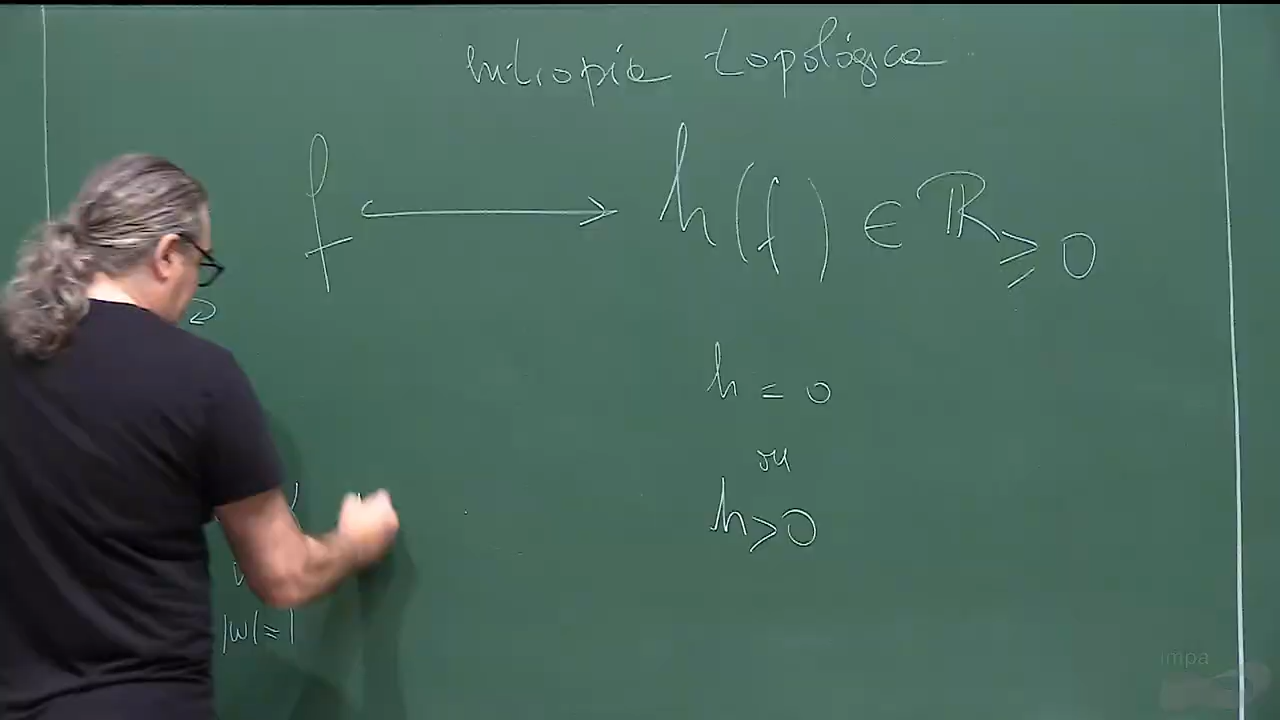 Entropia topológica
f ⟶ h(f) ∈ ℝ≥0
h = 0
ou
h > 0
|w| = 1
impa